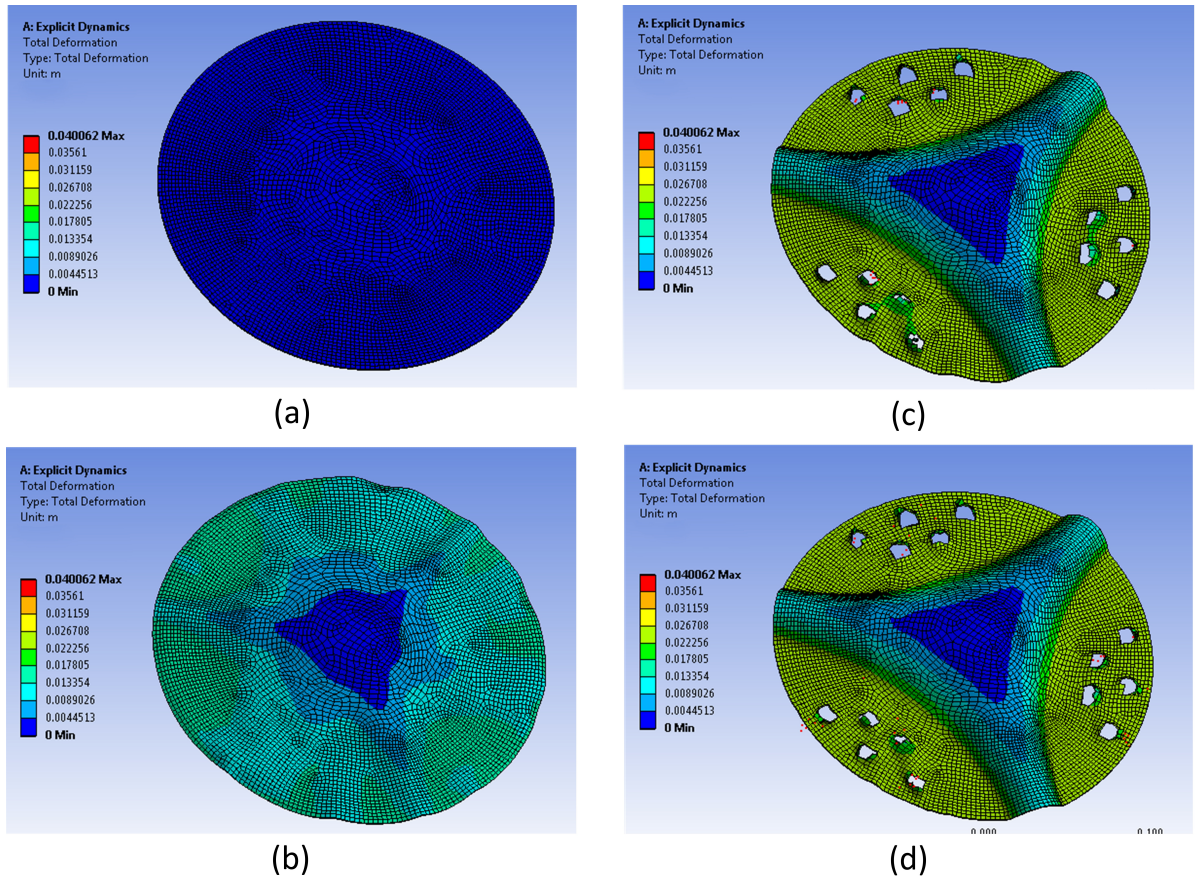 A: Explicit Dynamics
Total Deformation
Type: Total Deformation
Unit: m
0.040062 Max
0.03561
0.031159
0.026708
0.022256
0.017805
0.013354
0.0089026
0.0044513
0 Min
(a)
A: Explicit Dynamics
Total Deformation
Type: Total Deformation
Unit: m
0.040062 Max
0.03561
0.031159
0.026708
0.022256
0.017805
0.013354
0.0089026
0.0044513
0 Min
(c)
A: Explicit Dynamics
Total Deformation
Type: Total Deformation
Unit: m
0.040062 Max
0.03561
0.031159
0.026708
0.022256
0.017805
0.013354
0.0089026
0.0044513
0 Min
(b)
A: Explicit Dynamics
Total Deformation
Type: Total Deformation
Unit: m
0.040062 Max
0.03561
0.031159
0.026708
0.022256
0.017805
0.013354
0.0089026
0.0044513
0 Min
0.000 0.100
(d)